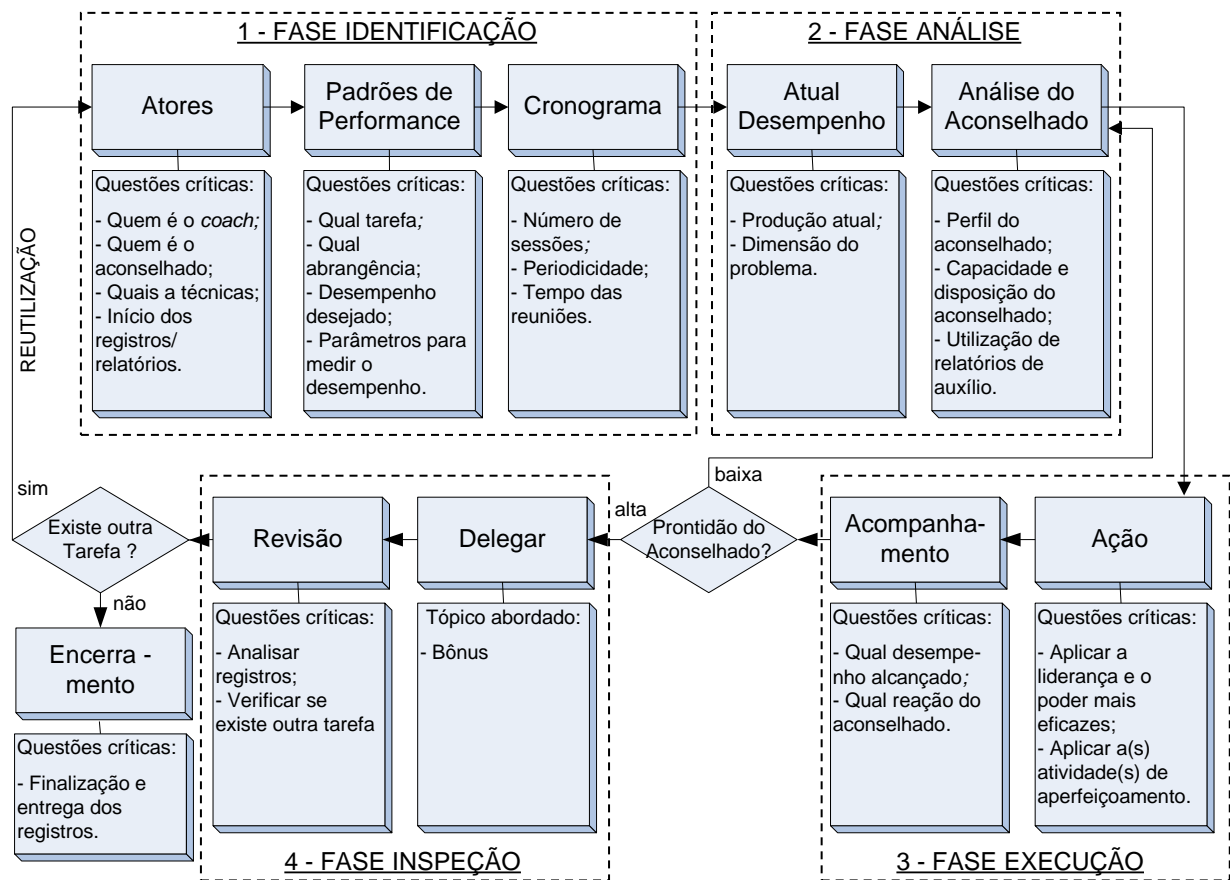 1 - FASE IDENTIFICAÇÃO
Atores
Questões críticas:
- Quem é o coach;
- Quem é o
aconselhado;
- Quais a técnicas;
- Início dos
registros/
relatórios.
Padrões de
Performance
Questões críticas:
- Qual tarefa;
- Qual
abrangência;
- Desempenho
desejado;
- Parâmetros para
medir o
desempenho.
Cronograma
Questões críticas:
- Número de
sessões;
- Periodicidade;
- Tempo das
reuniões.
2 - FASE ANÁLISE
Atual
Desempenho
Questões críticas:
- Produção atual;
- Dimensão do
problema.
Análise do
Aconselhado
Questões críticas:
- Perfil do
aconselhado;
- Capacidade e
disposição do
aconselhado;
- Utilização de
relatórios de
auxílio.
Ação
Questões críticas:
- Aplicar a
liderança e o
poder mais
eficazes;
- Aplicar a(s)
atividade(s) de
aperfeiçoamento.
Acompanha-
mento
Questões críticas:
- Qual desempe-
nho alcançado;
- Qual reação do
aconselhado.
3 - FASE EXECUÇÃO
Prontidão do
Aconselhado?
baixa
alta
Delegar
Tópico abordado:
- Bônus
Revisão
Questões críticas:
- Analisar
registros;
- Verificar se
existe outra tarefa
4 - FASE INSPEÇÃO
Existe outra
Tarefa ?
sim
REUTILIZAÇÃO
não
Encerra -
mento
Questões críticas:
- Finalização e
entrega dos
registros.